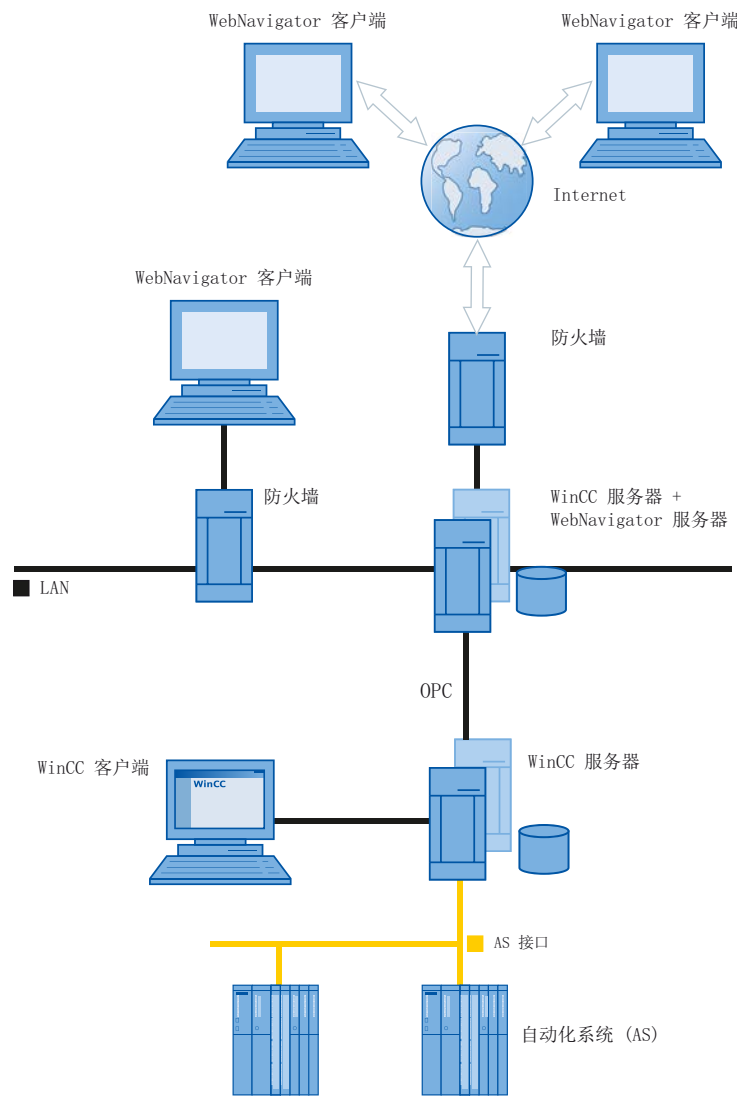 WebNavigator 客户端
WebNavigator 客户端
Internet
WebNavigator 客户端
防火墙
防火墙
WinCC 服务器 +
WebNavigator 服务器
LAN
OPC
WinCC 客户端
WinCC 服务器
WinCC
AS 接口
自动化系统 (AS)